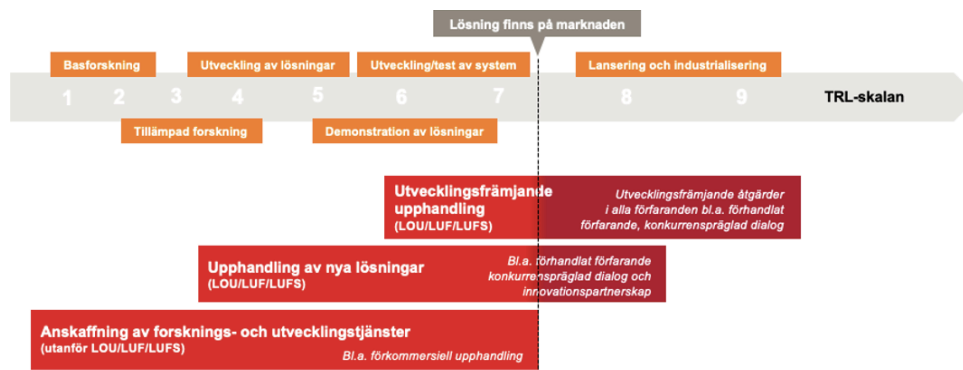 Lösning finns på marknaden
Basforskning
Utveckling av lösningar
Utveckling/test av system
Lansering och industrialisering
1 2 3 4 5 6 7 8 9 TRL-skalan
Tillämpad forskning
Demonstration av lösningar
Utvecklingsfrämjande
upphandling
(LOU/LUF/LUFS)
Utvecklingsfrämjande åtgärder
i alla förfaranden bl.a. förhandlat
förfarande, konkurrenspräglad dialog
Upphandling av nya lösningar
(LOU/LUF/LUFS)
Bl.a. förhandlat förfarande
konkurrenspräglad dialog och
innovationspartnerskap
Anskaffning av forsknings- och utvecklingstjänster
(utanför LOU/LUF/LUFS)
Bl.a. förkommersiell upphandling